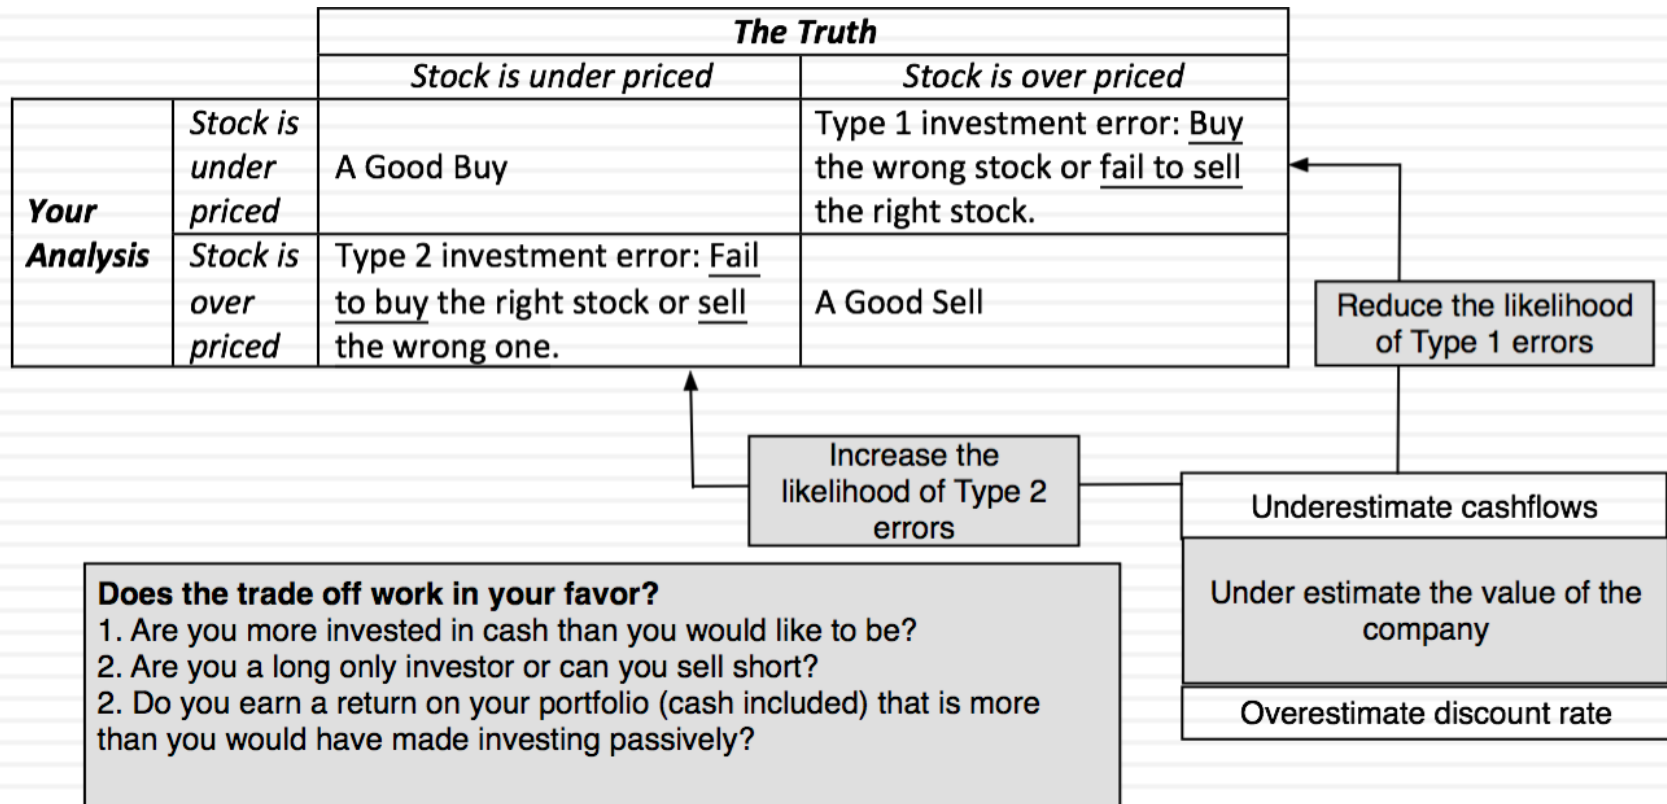 The Truth
Stock is under priced
Stock is over priced
Your
Analysis
Stock is
under
priced
A Good Buy
Type 1 investment error: Buy
the wrong stock or fail to sell
the right stock.
Stock is
over
priced
Type 2 investment error: Fail
to buy the right stock or sell
the wrong one.
A Good Sell
Reduce the likelihood
of Type 1 errors
Increase the
likelihood of Type 2
errors
Underestimate cashflows
Under estimate the value of the
company
Overestimate discount rate
Does the trade off work in your favor?
1. Are you more invested in cash than you would like to be?
2. Are you a long only investor or can you sell short?
2. Do you earn a return on your portfolio (cash included) that is more
than you would have made investing passively?